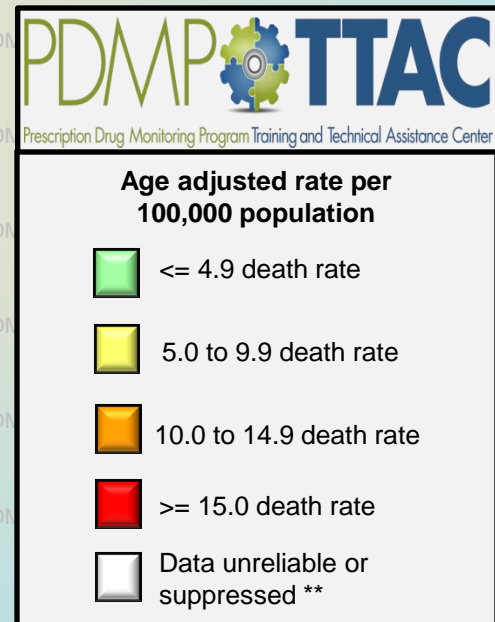 PDMP TTAC
Prescription Drug Monitoring Program Training and Technical Assistance Center
Age adjusted rate per
100,000 population
<= 4.9 death rate
5.0 to 9.9 death rate
10.0 to 14.9 death rate
>= 15.0 death rate
Data unreliable or
suppressed **